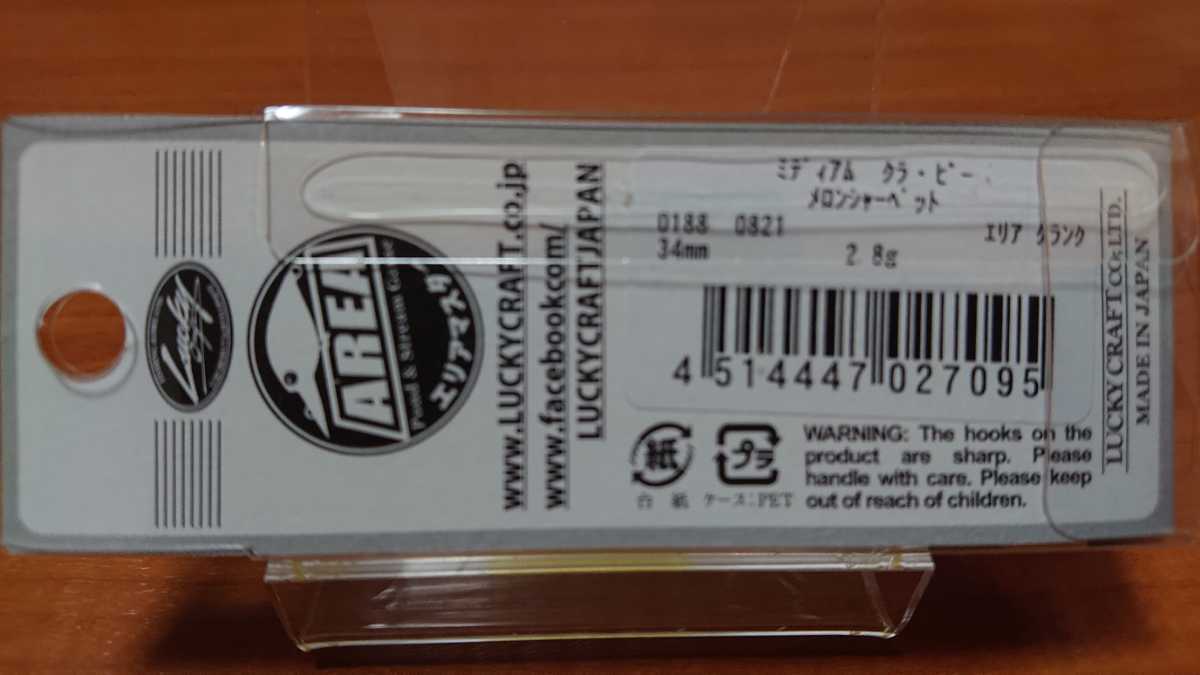 Lucky
AREA
Pond & Stream Game
エリアマスター
www.LUCKYCRAFT.co.jp
www.facebook.com/
LUCKYCRAFTJAPAN
ﾐﾃﾞｨｱﾑ ｸﾗ・ﾋﾟｰ
ﾒﾛﾝｼｬｰﾍﾞｯﾄ
0188 0821 ｴﾘｱ ｸﾗﾝｸ
34mm 2.8g
4 514447 027095
紙 プラ
台 紙 ケース:PET
WARNING: The hooks on the
product are sharp. Please
handle with care. Please keep
out of reach of children.
LUCKY CRAFT CO,.LTD.
MADE IN JAPAN